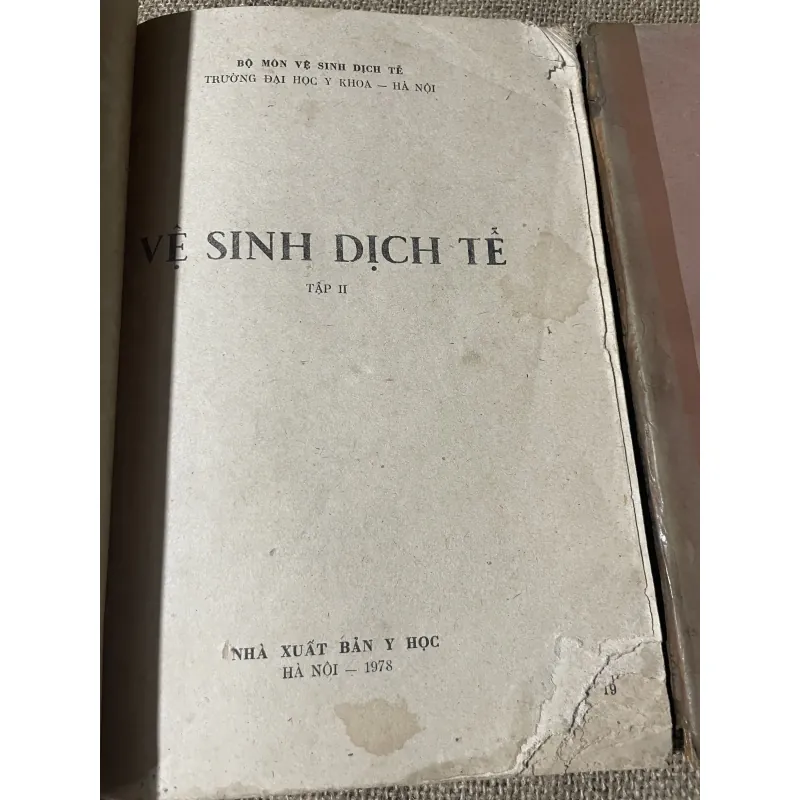 BỘ MÔN VỆ SINH DỊCH TỄ
TRƯỜNG ĐẠI HỌC Y KHOA — HÀ NỘI
VỆ SINH DỊCH TỄ
TẬP II
NHÀ XUẤT BẢN Y HỌC
HÀ NỘI — 1978
19